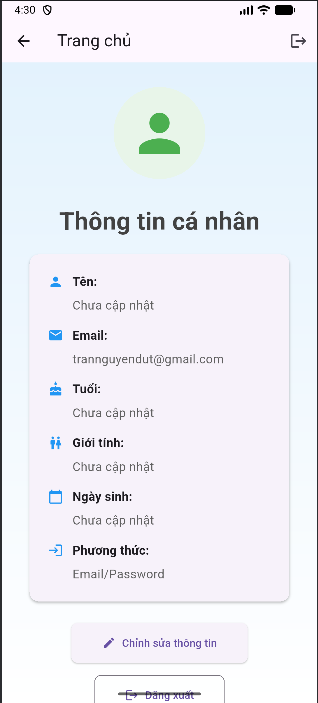 4:30
Trang chủ
Thông tin cá nhân
Tên:
Chưa cập nhật
Email:
trannguyendut@gmail.com
Tuổi:
Chưa cập nhật
Giới tính:
Chưa cập nhật
Ngày sinh:
Chưa cập nhật
Phương thức:
Email/Password
Chỉnh sửa thông tin
Đăng xuất